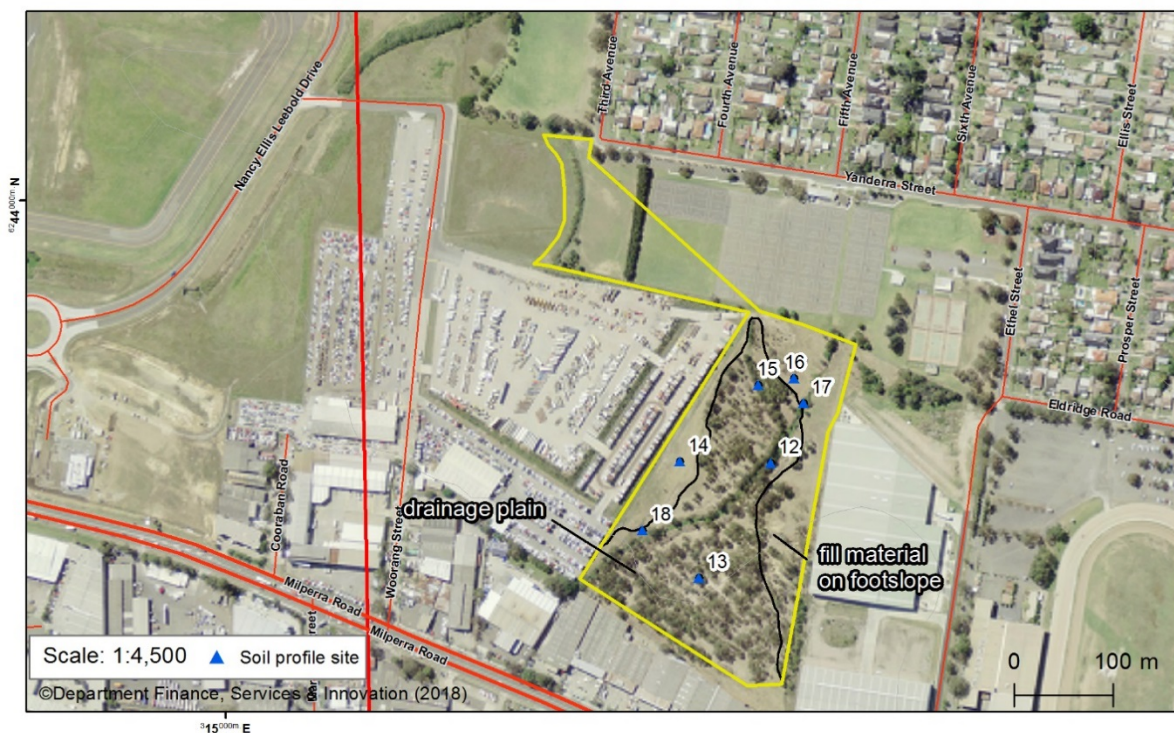 Nancy Ellis Leebold Drive
Third Avenue
Fourth Avenue
Fifth Avenue
Sixth Avenue
Ellis Street
Yanderra Street
⁶²44⁰⁰⁰m N
Ethel Street
Prosper Street
Eldridge Road
16
15
17
14
12
drainage plain
18
fill material
on footslope
13
Cooraban Road
Woorang Street
Milperra Road
Milperra Road
reet
Scale: 1:4,500
Soil profile site
0 100 m
©Department Finance, Services & Innovation (2018)
³15⁰⁰⁰m E